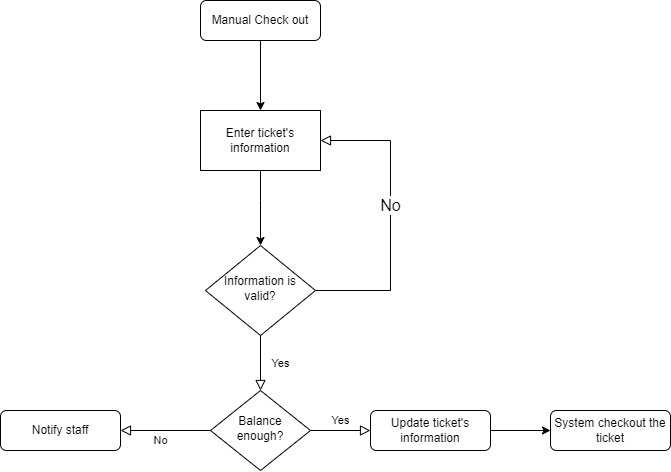 Manual Check out
Enter ticket's
information
No
Information is
valid?
Yes
Balance
enough?
No
Notify staff
Yes
Update ticket's
information
System checkout the
ticket